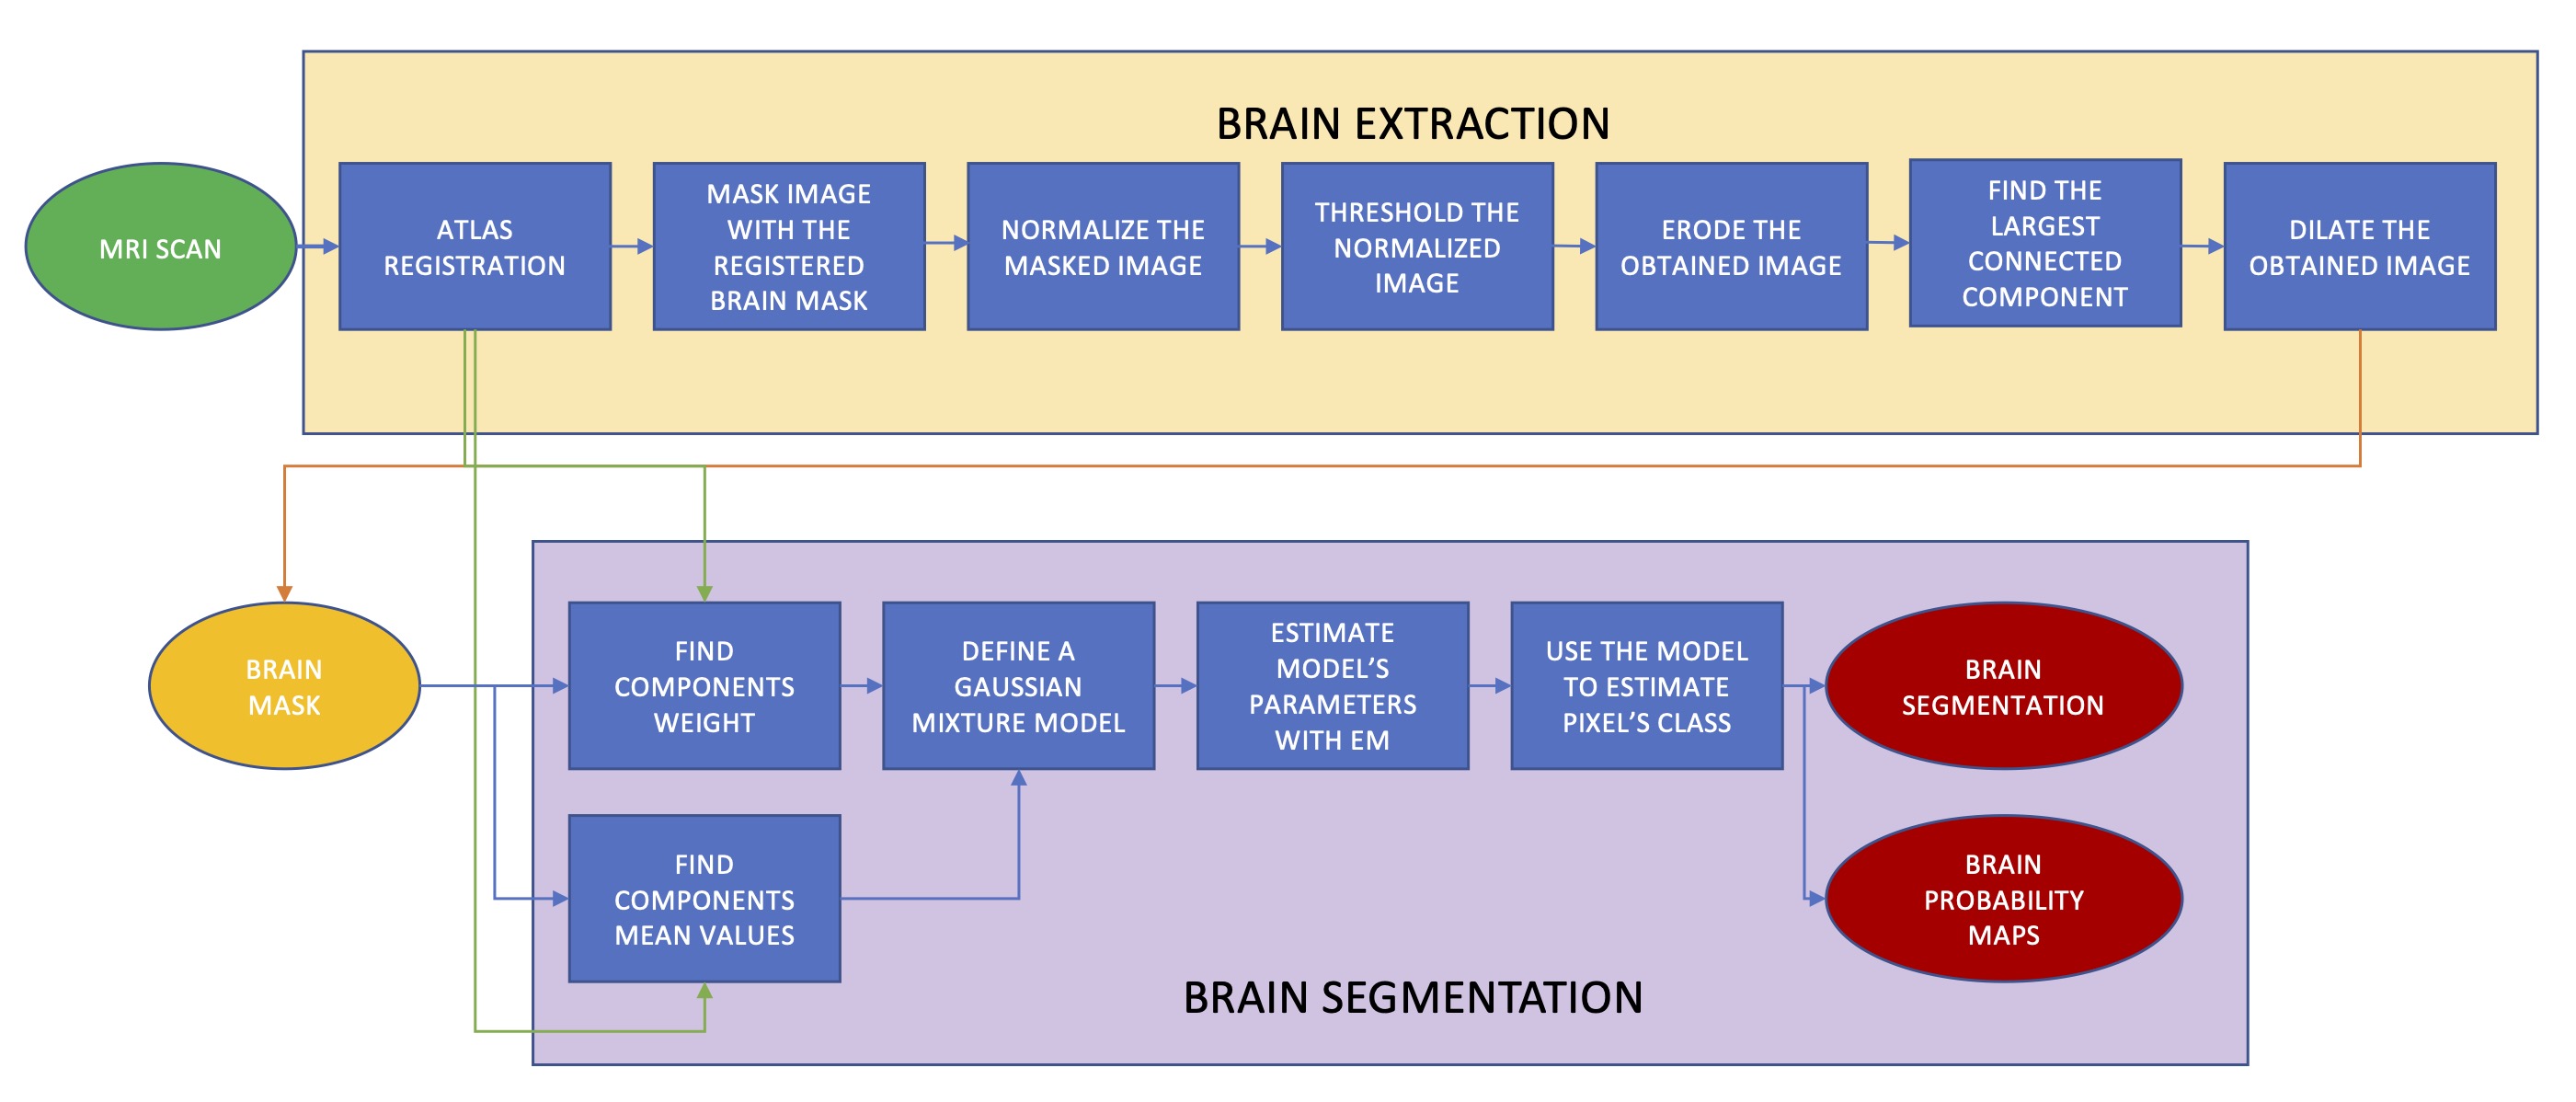 BRAIN EXTRACTION
MRI SCAN
ATLAS
REGISTRATION
MASK IMAGE
WITH THE
REGISTERED
BRAIN MASK
NORMALIZE THE
MASKED IMAGE
THRESHOLD THE
NORMALIZED
IMAGE
ERODE THE
OBTAINED IMAGE
FIND THE
LARGEST
CONNECTED
COMPONENT
DILATE THE
OBTAINED IMAGE
BRAIN
MASK
FIND
COMPONENTS
WEIGHT
DEFINE A
GAUSSIAN
MIXTURE MODEL
ESTIMATE
MODEL’S
PARAMETERS
WITH EM
USE THE MODEL
TO ESTIMATE
PIXEL’S CLASS
BRAIN
SEGMENTATION
FIND
COMPONENTS
MEAN VALUES
BRAIN
PROBABILITY
MAPS
BRAIN SEGMENTATION